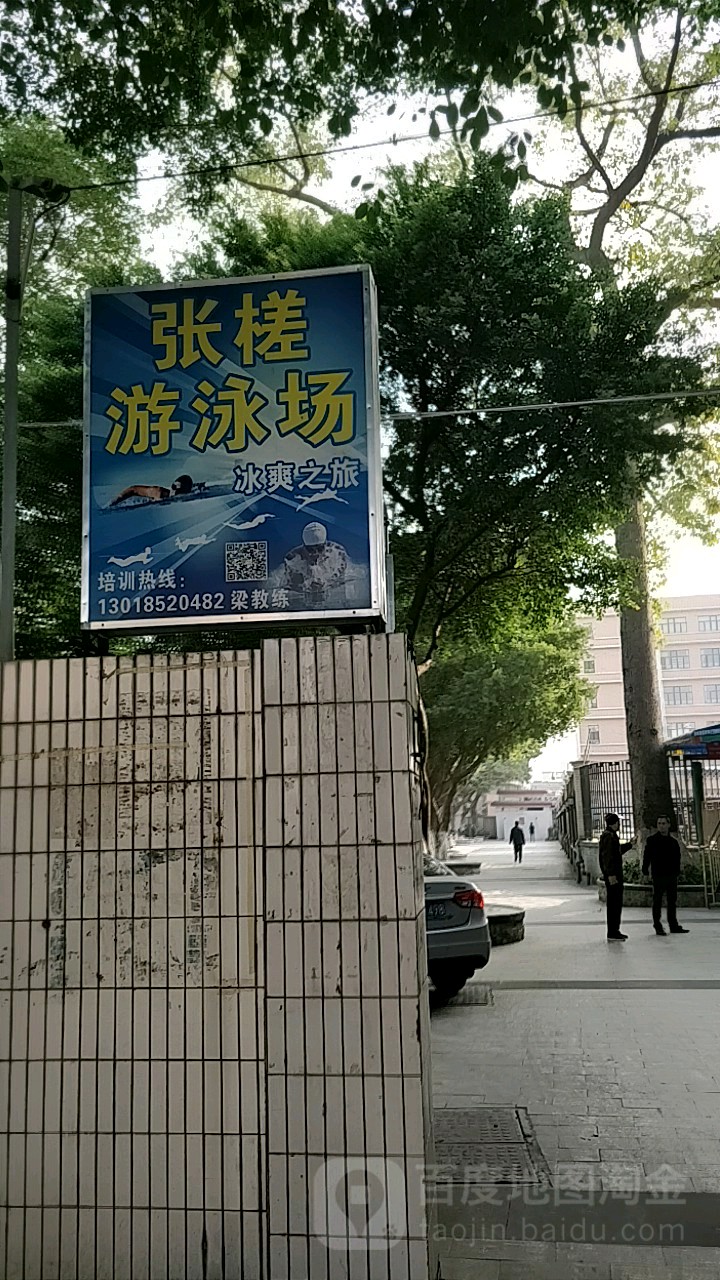 张槎
游泳场
冰爽之旅
培训热线：
13018520482 梁教练
百度地图淘金
taojin.baidu.com